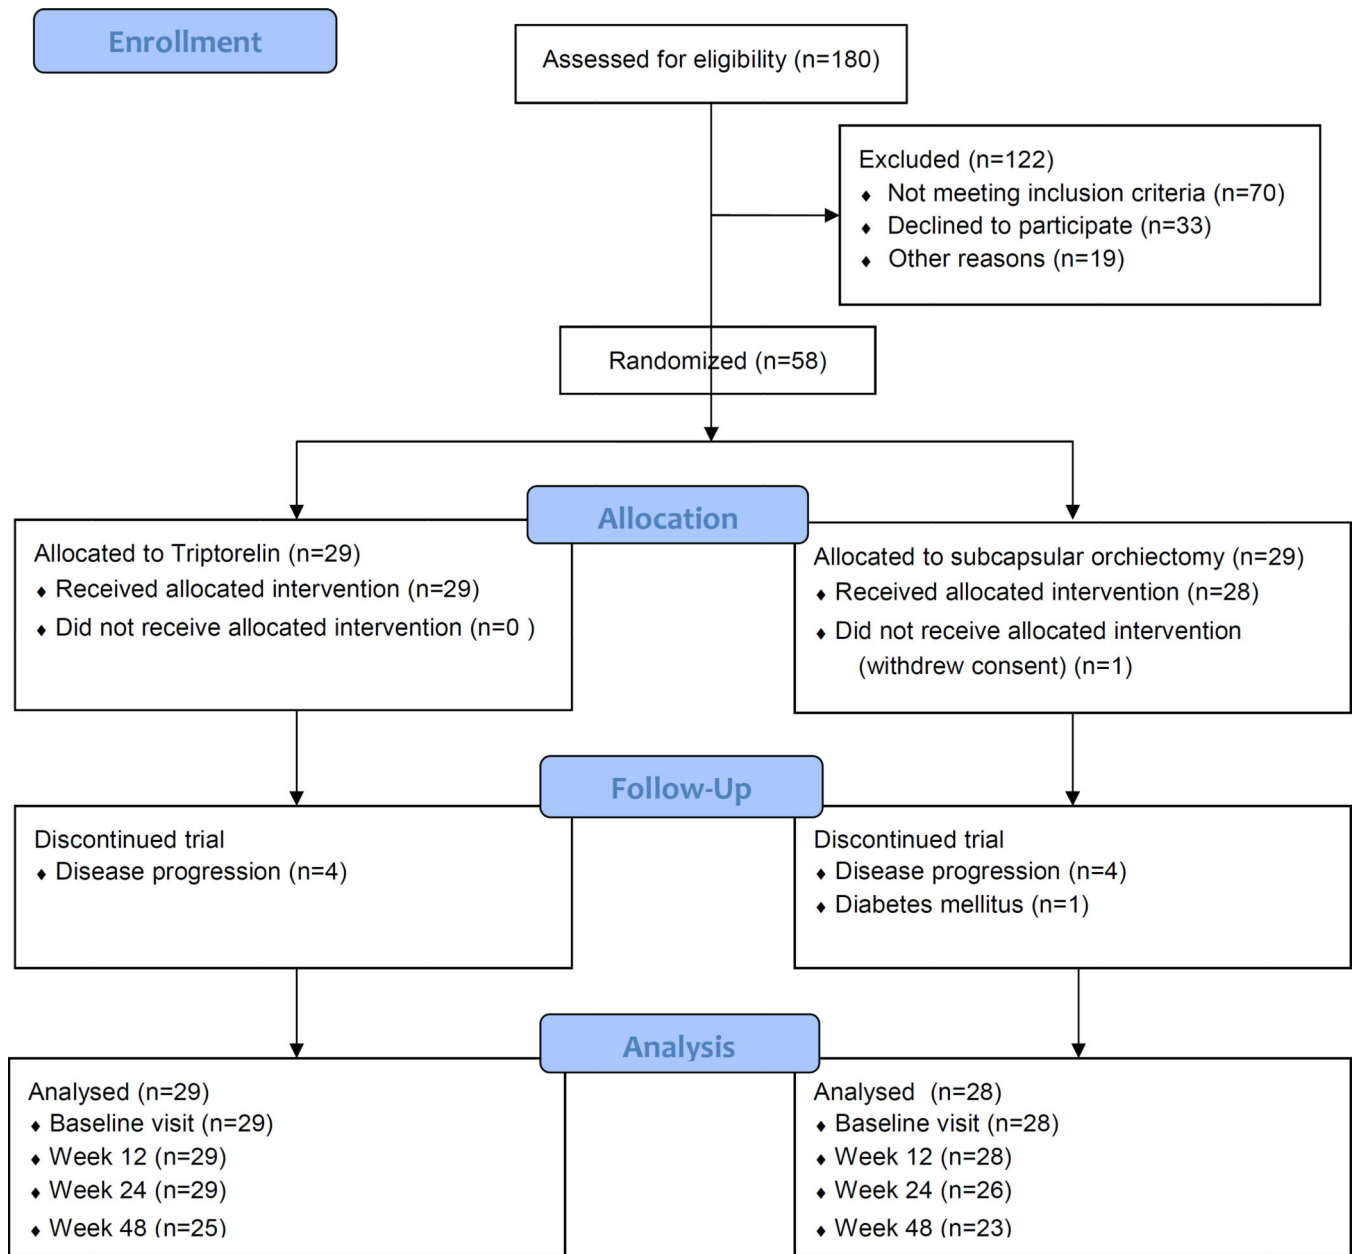 Enrollment
Assessed for eligibility (n=180)
Excluded (n=122)
♦ Not meeting inclusion criteria (n=70)
♦ Declined to participate (n=33)
♦ Other reasons (n=19)
Randomized (n=58)
Allocation
Allocated to Triptorelin (n=29)
♦ Received allocated intervention (n=29)
♦ Did not receive allocated intervention (n=0 )
Allocated to subcapsular orchiectomy (n=29)
♦ Received allocated intervention (n=28)
♦ Did not receive allocated intervention
(withdrew consent) (n=1)
Follow-Up
Discontinued trial
♦ Disease progression (n=4)
Discontinued trial
♦ Disease progression (n=4)
♦ Diabetes mellitus (n=1)
Analysis
Analysed (n=29)
♦ Baseline visit (n=29)
♦ Week 12 (n=29)
♦ Week 24 (n=29)
♦ Week 48 (n=25)
Analysed (n=28)
♦ Baseline visit (n=28)
♦ Week 12 (n=28)
♦ Week 24 (n=26)
♦ Week 48 (n=23)